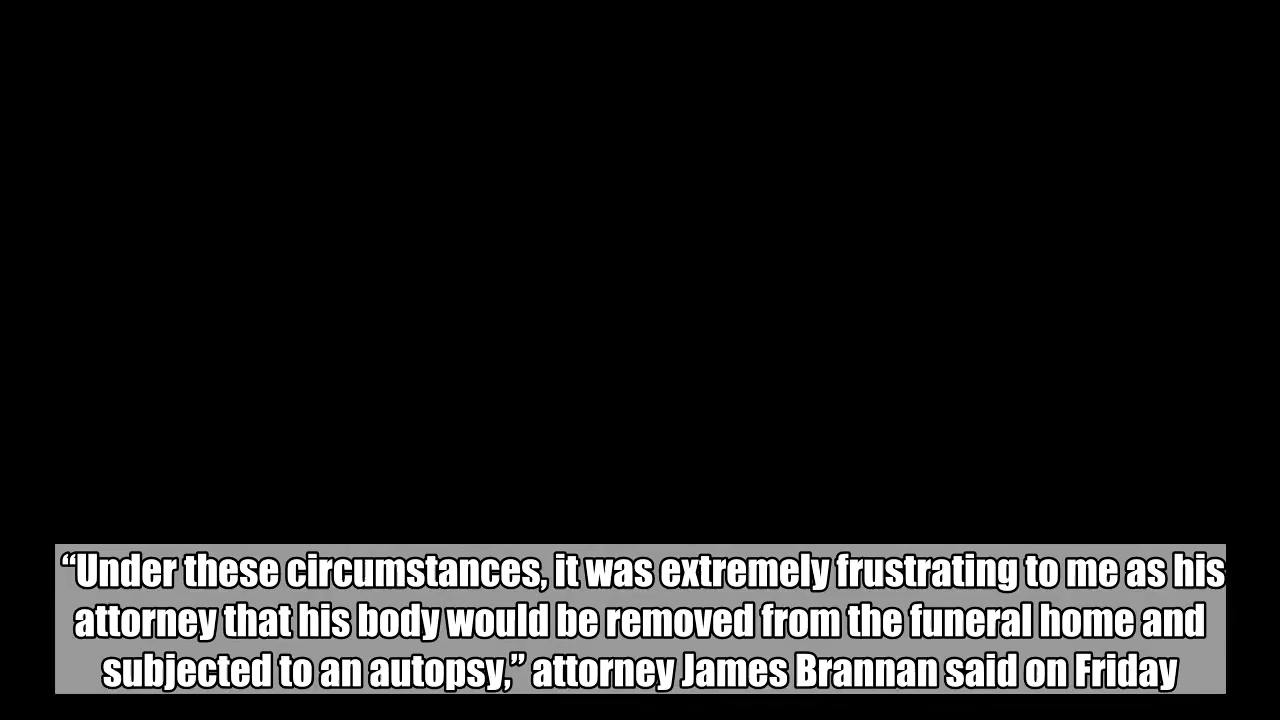 “Under these circumstances, it was extremely frustrating to me as his
attorney that his body would be removed from the funeral home and
subjected to an autopsy,” attorney James Brannan said on Friday